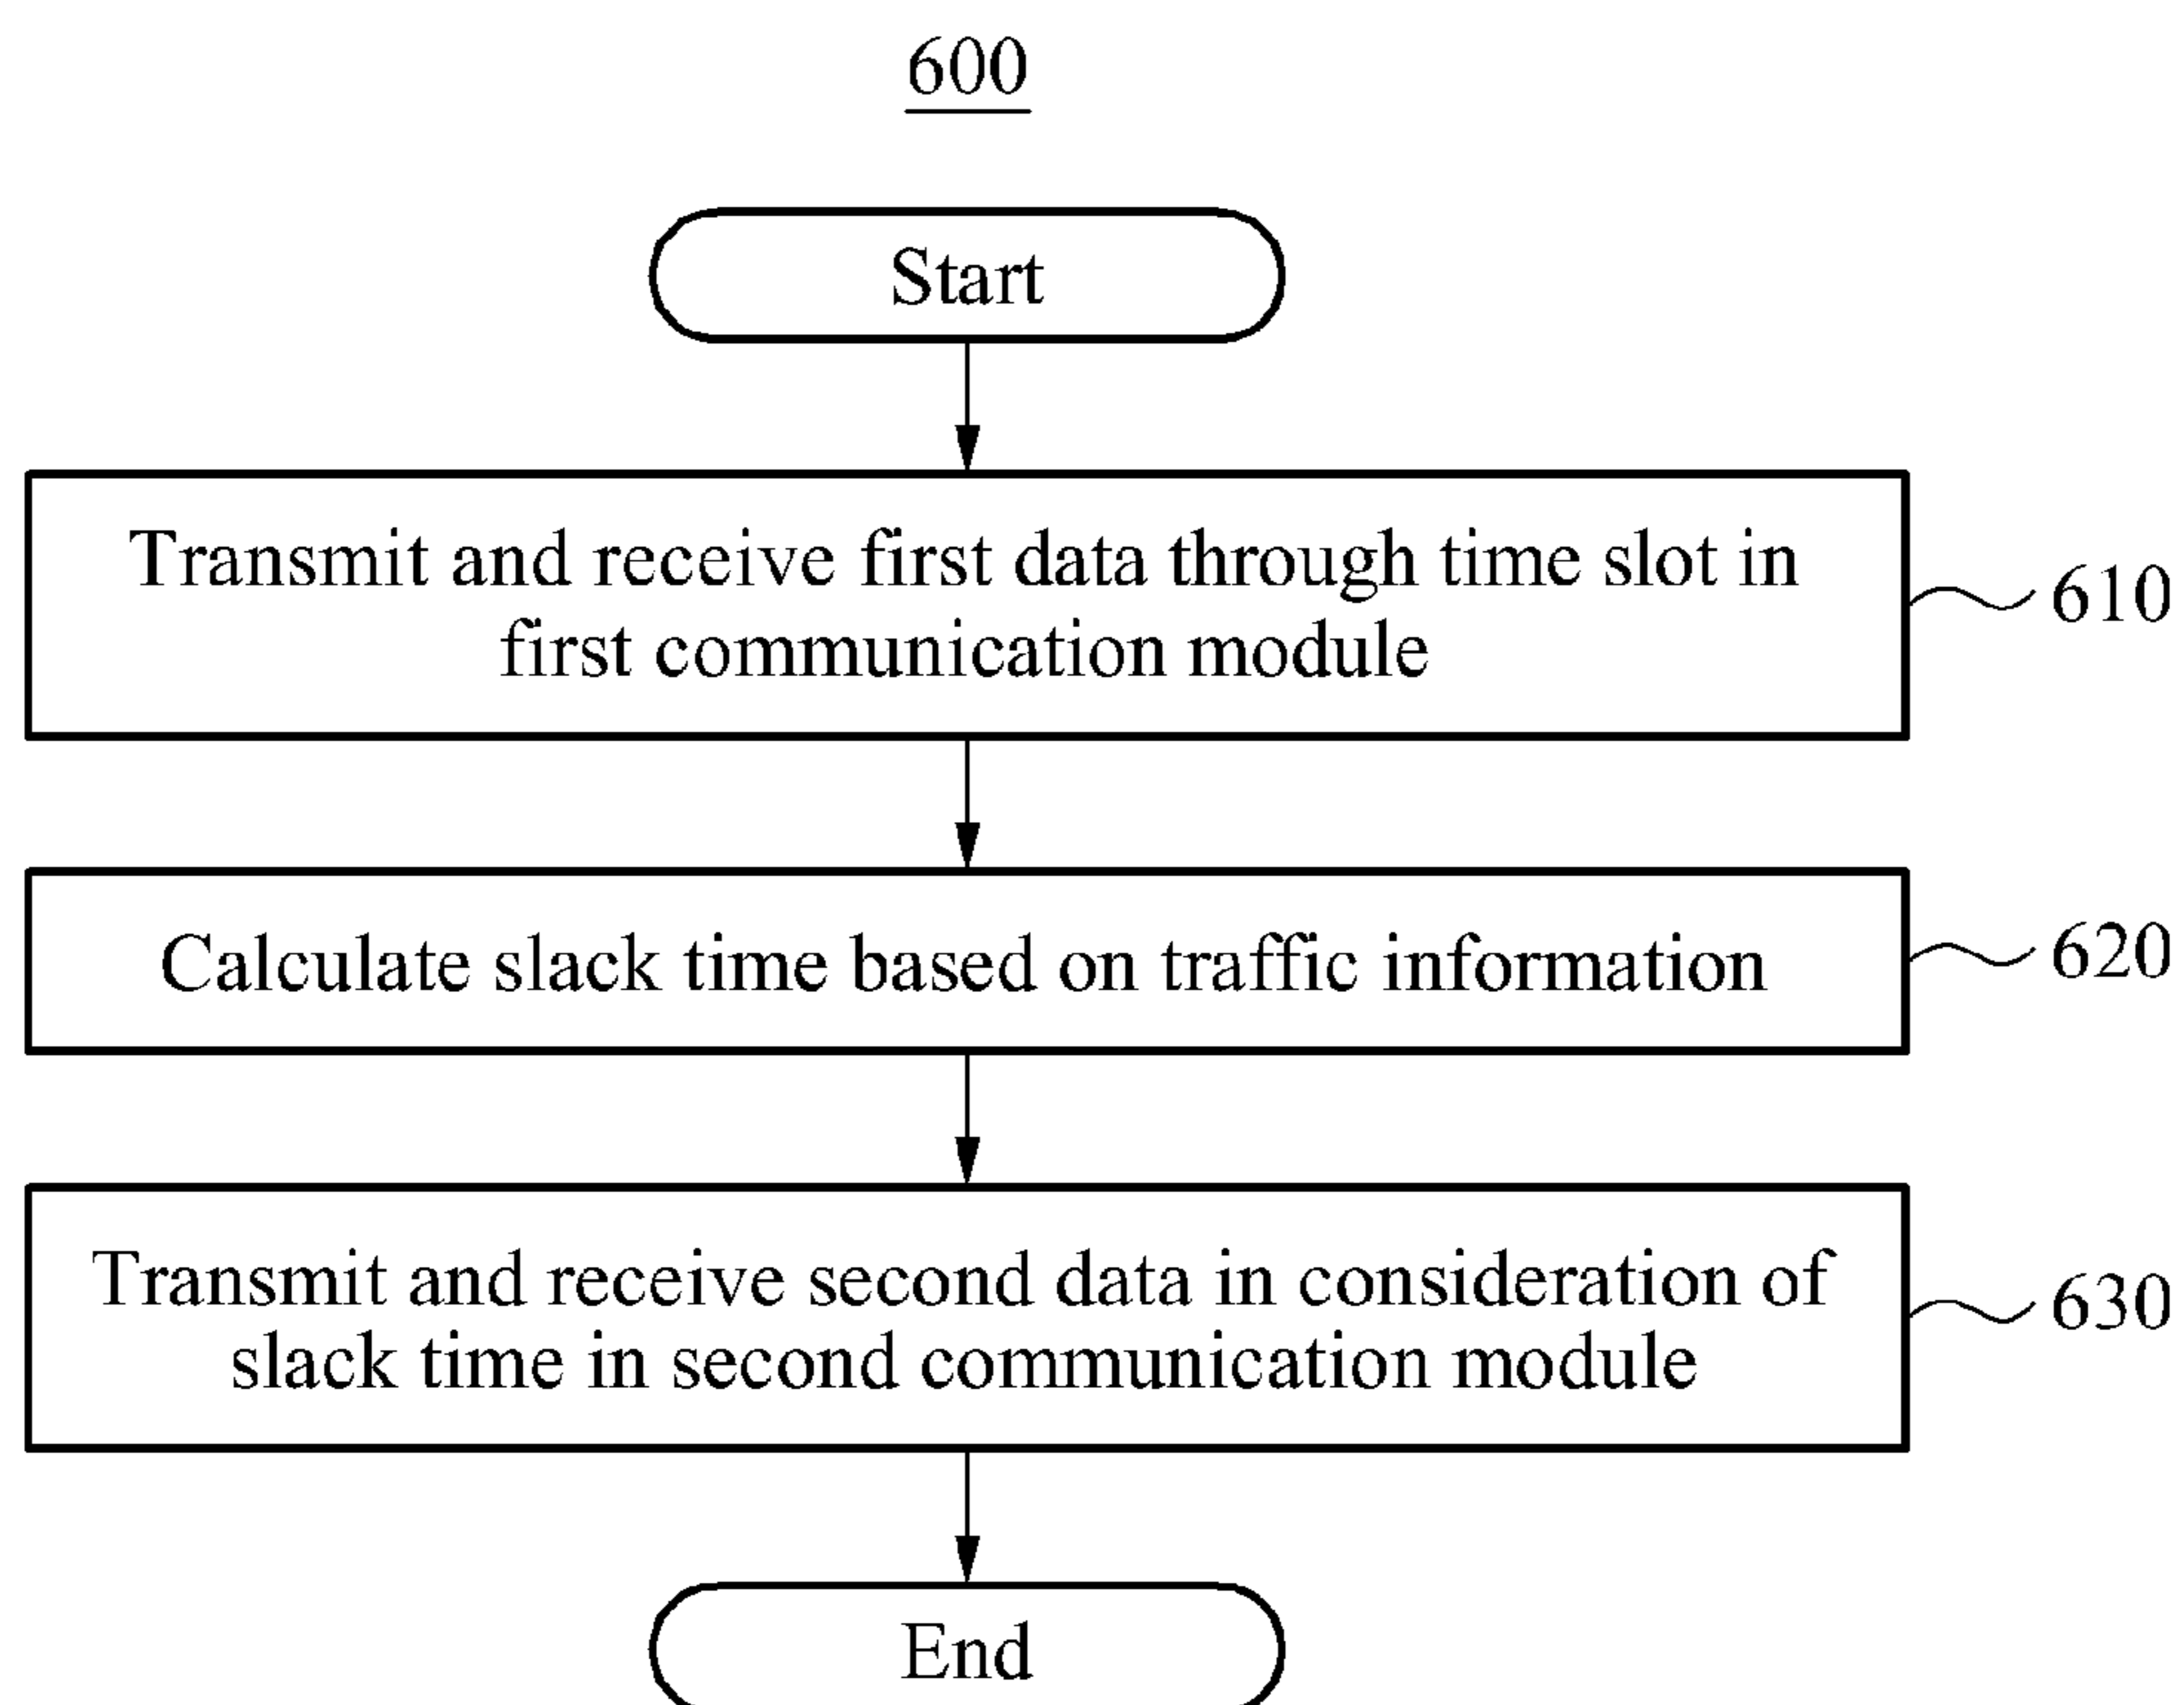 600
Start
Transmit and receive first data through time slot in
first communication module
610
Calculate slack time based on traffic information
620
Transmit and receive second data in consideration of
slack time in second communication module
630
End